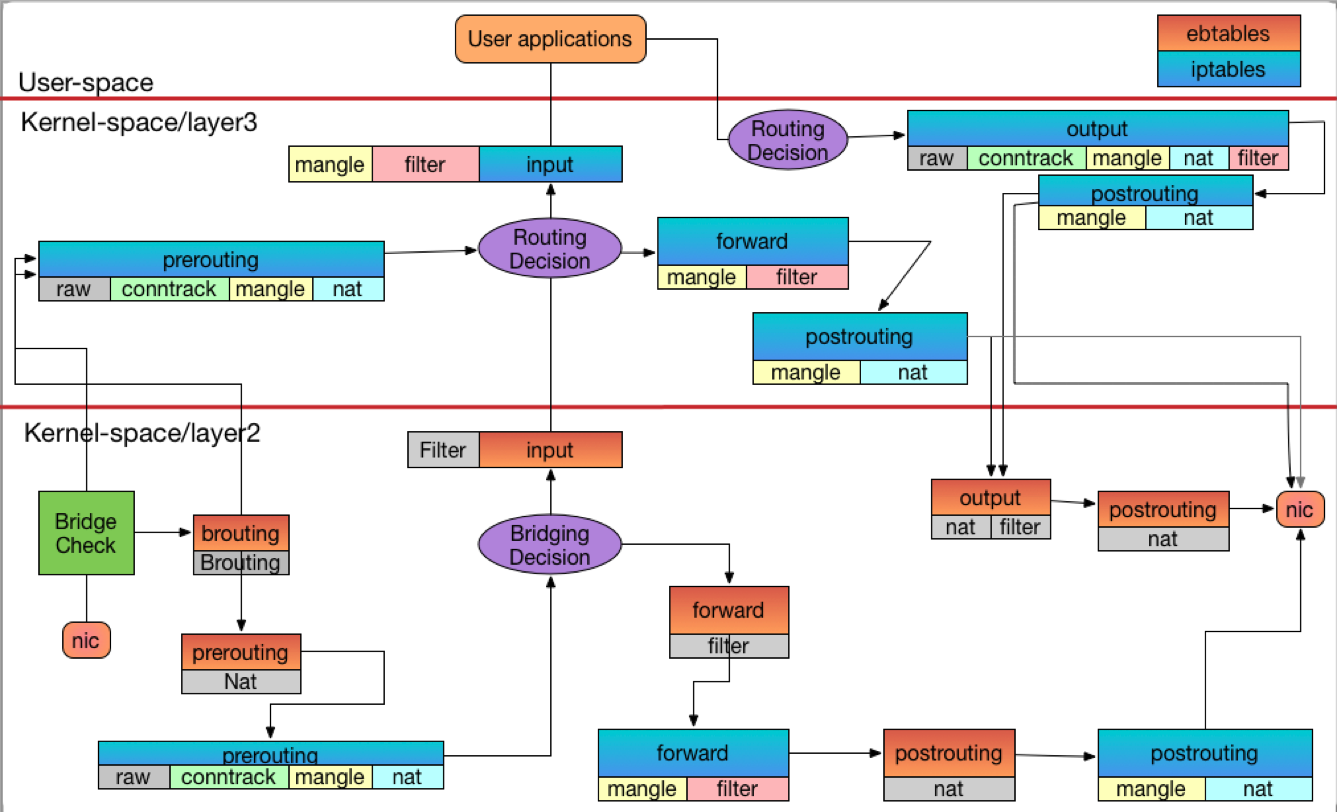 User applications
ebtables
iptables
User-space
Kernel-space/layer3
Routing
Decision
output
raw conntrack mangle nat filter
mangle filter input
postrouting
mangle nat
Routing
Decision
forward
mangle filter
prerouting
raw conntrack mangle nat
postrouting
mangle nat
Kernel-space/layer2
Filter input
Bridge
Check
brouting
Brouting
Bridging
Decision
output
nat filter
postrouting
nat
nic
nic
forward
filter
prerouting
Nat
prerouting
raw conntrack mangle nat
forward
mangle filter
postrouting
nat
postrouting
mangle nat